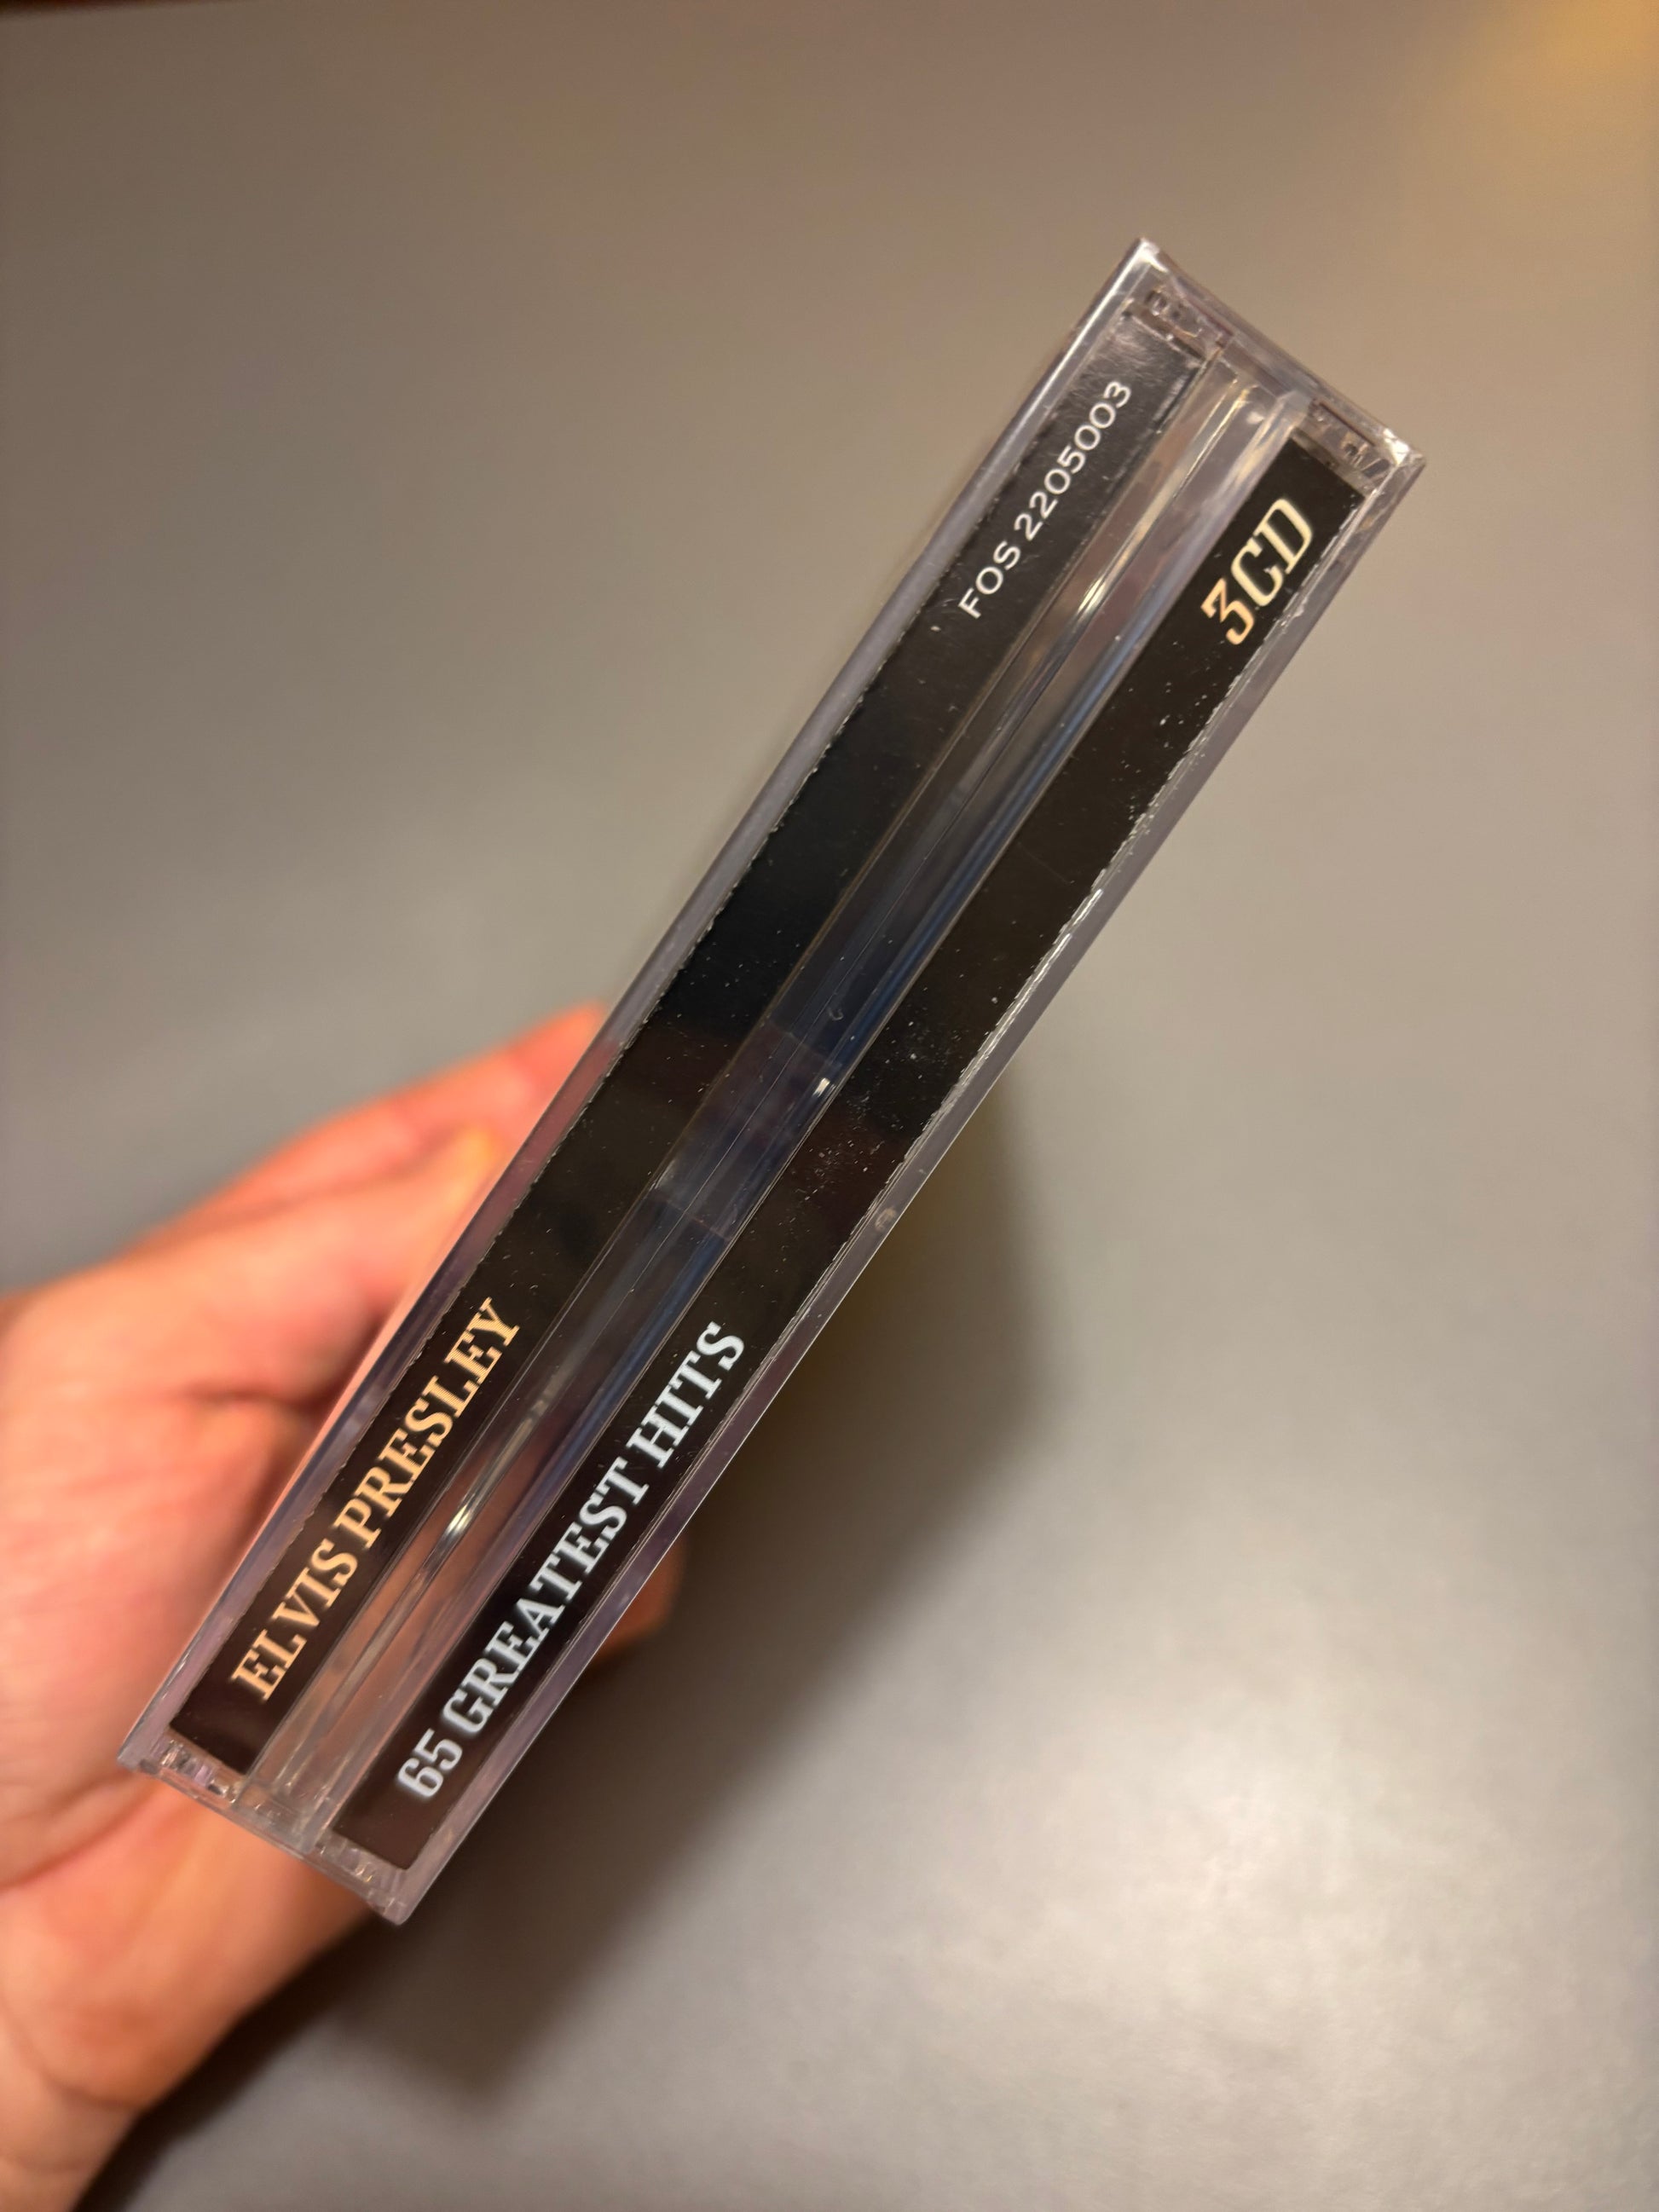 ELVIS PRESLEY FOS 2205003
65 GREATEST HITS 3CD